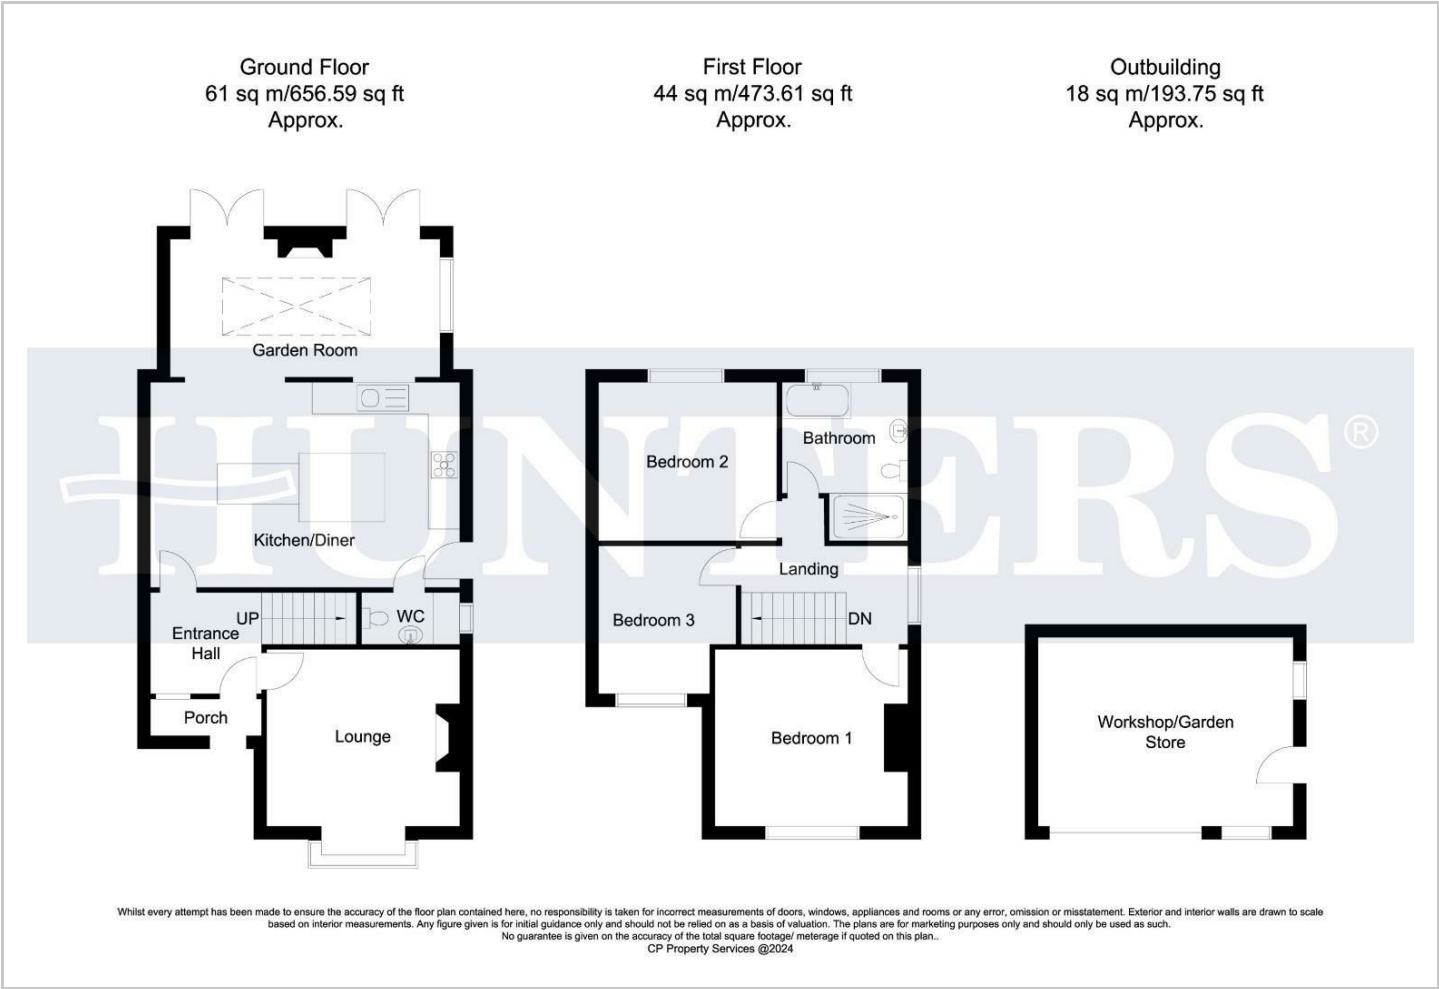 Ground Floor
61 sq m/656.59 sq ft
Approx.
First Floor
44 sq m/473.61 sq ft
Approx.
Outbuilding
18 sq m/193.75 sq ft
Approx.
Garden Room
HUNTERS®
Kitchen/Diner
UP
WC
Entrance
Hall
Porch
Lounge
Bedroom 2
Bathroom
Landing
Bedroom 3
DN
Bedroom 1
Workshop/Garden
Store
Whilst every attempt has been made to ensure the accuracy of the floor plan contained here, no responsibility is taken for incorrect measurements of doors, windows, appliances and rooms or any error, omission or misstatement. Exterior and interior walls are drawn to scale
based on interior measurements. Any figure given is for initial guidance only and should not be relied on as a basis of valuation. The plans are for marketing purposes only and should only be used as such.
No guarantee is given on the accuracy of the total square footage/ meterage if quoted on this plan..
CP Property Services @2024